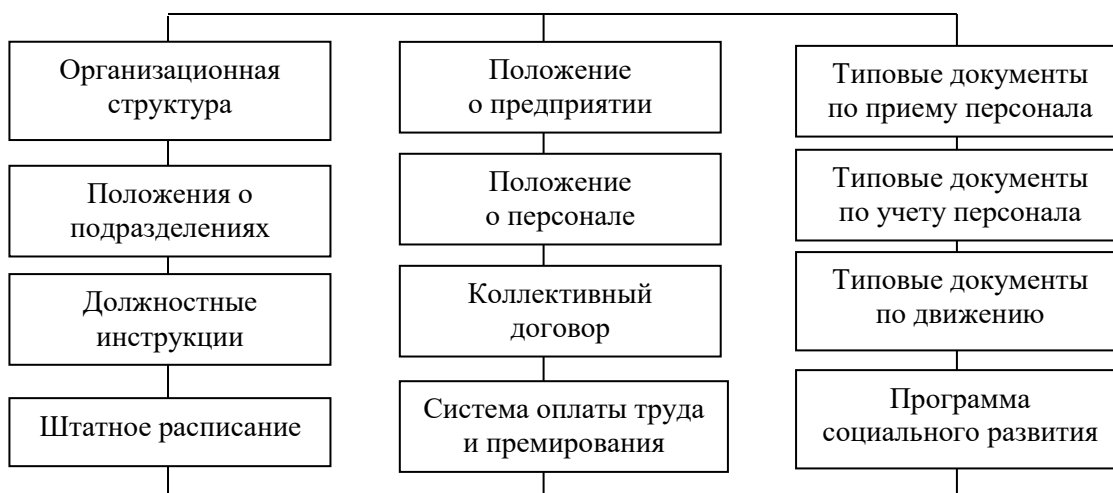 Организационная
структура
Положения о
подразделениях
Должностные
инструкции
Штатное расписание
Положение
о предприятии
Положение
о персонале
Коллективный
договор
Система оплаты труда
и премирования
Типовые документы
по приему персонала
Типовые документы
по учету персонала
Типовые документы
по движению
Программа
социального развития